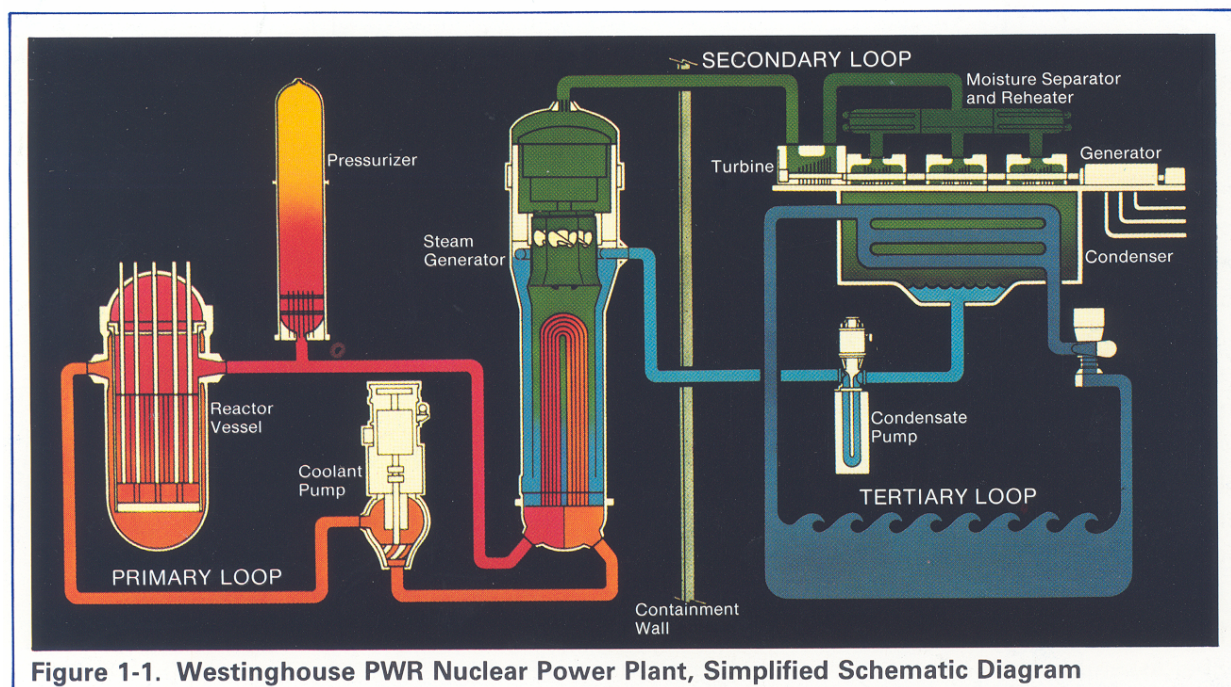 SECONDARY LOOP
Moisture Separator
and Reheater
Pressurizer
Turbine
Generator
Steam
Generator
Condenser
Reactor
Vessel
Coolant
Pump
Condensate
Pump
TERTIARY LOOP
PRIMARY LOOP
Containment
Wall
Figure 1-1. Westinghouse PWR Nuclear Power Plant, Simplified Schematic Diagram